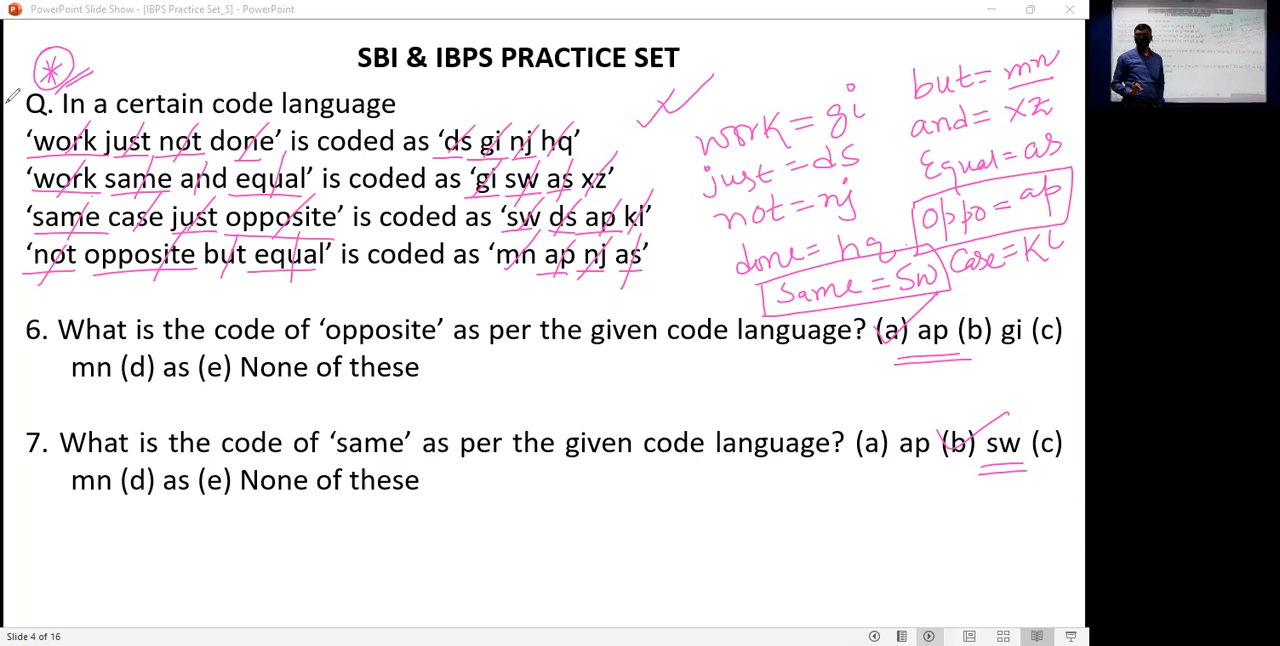 PowerPoint Slide Show - [IBPS Practice Set_5] - PowerPoint
SBI & IBPS PRACTICE SET
Q. In a certain code language
‘work just not done’ is coded as ‘ds gi nj hq’
‘work same and equal’ is coded as ‘gi sw as xz’
‘same case just opposite’ is coded as ‘sw ds ap kl’
‘not opposite but equal’ is coded as ‘mn ap nj as’
work = gi
just = ds
not = nj
done = hq
Same = Sw
but = mn
and = xz
Equal = as
Oppo = ap
Case = Kl
6. What is the code of ‘opposite’ as per the given code language? (a) ap (b) gi (c)
mn (d) as (e) None of these
7. What is the code of ‘same’ as per the given code language? (a) ap (b) sw (c)
mn (d) as (e) None of these
Slide 4 of 16